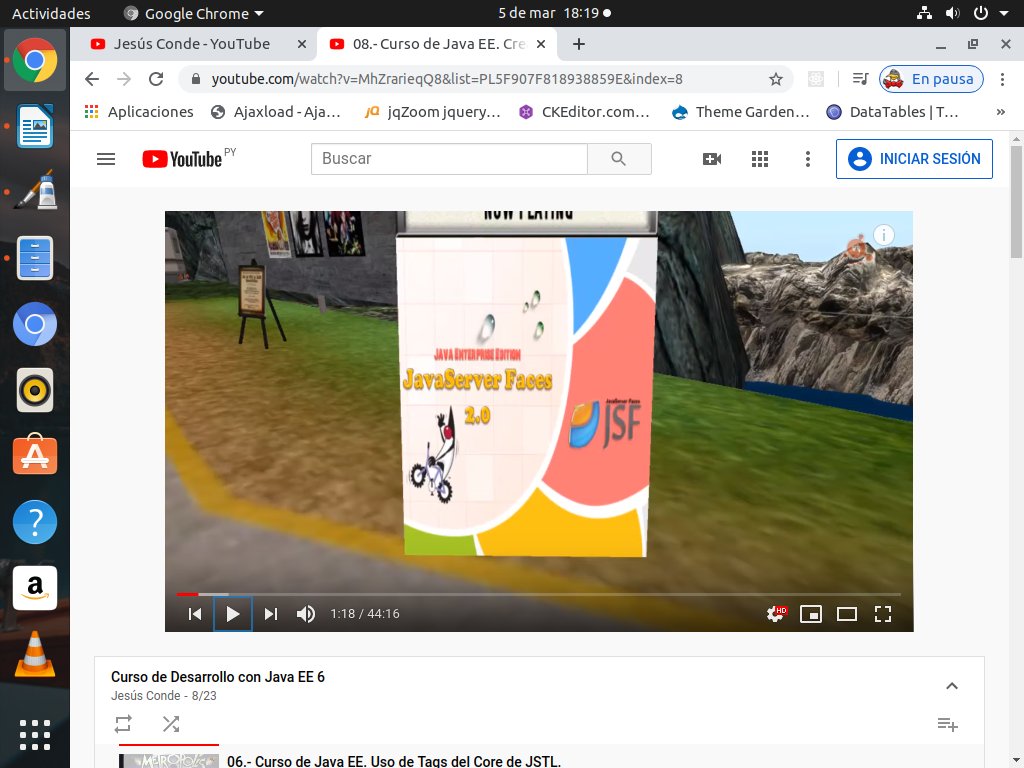 Actividades
Google Chrome
5 de mar 18:19
Jesús Conde - YouTube
08.- Curso de Java EE. Cre
youtube.com/watch?v=MhZrarieqQ8&list=PL5F907F818938859E&index=8
En pausa
Aplicaciones
Ajaxload - Aja...
jQ
jqZoom jquery...
CKEditor.com...
Theme Garden...
DataTables | T...
»
YouTube PY
Buscar
INICIAR SESIÓN
NOW PLAYING
JAVA ENTERPRISE EDITION
JavaServer Faces
2.0
JavaServer Faces
JSF
1:18 / 44:16
HD
Curso de Desarrollo con Java EE 6
Jesús Conde - 8/23
METROPOLIS
06.- Curso de Java EE. Uso de Tags del Core de JSTL.